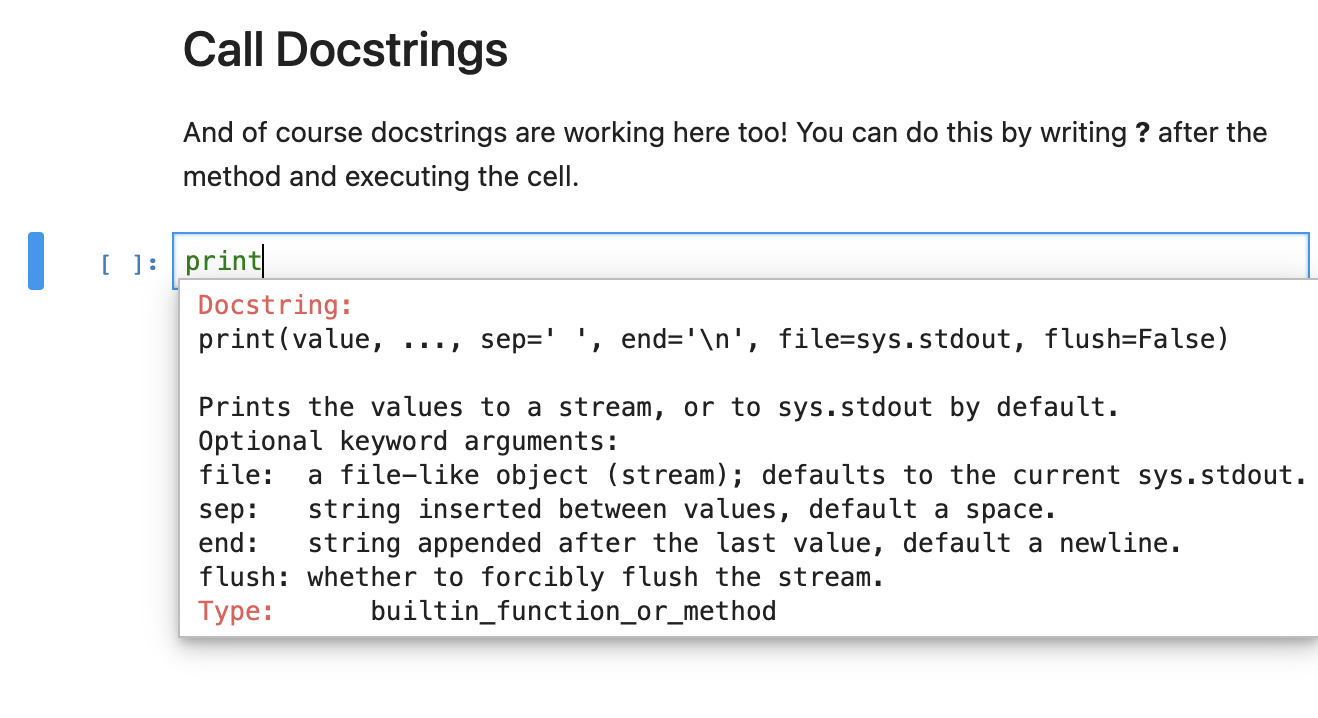 Call Docstrings
And of course docstrings are working here too! You can do this by writing ? after the
method and executing the cell.
[ ]: print
Docstring:
print(value, ..., sep=' ', end='\n', file=sys.stdout, flush=False)
Prints the values to a stream, or to sys.stdout by default.
Optional keyword arguments:
file:  a file-like object (stream); defaults to the current sys.stdout.
sep:   string inserted between values, default a space.
end:   string appended after the last value, default a newline.
flush: whether to forcibly flush the stream.
Type:      builtin_function_or_method